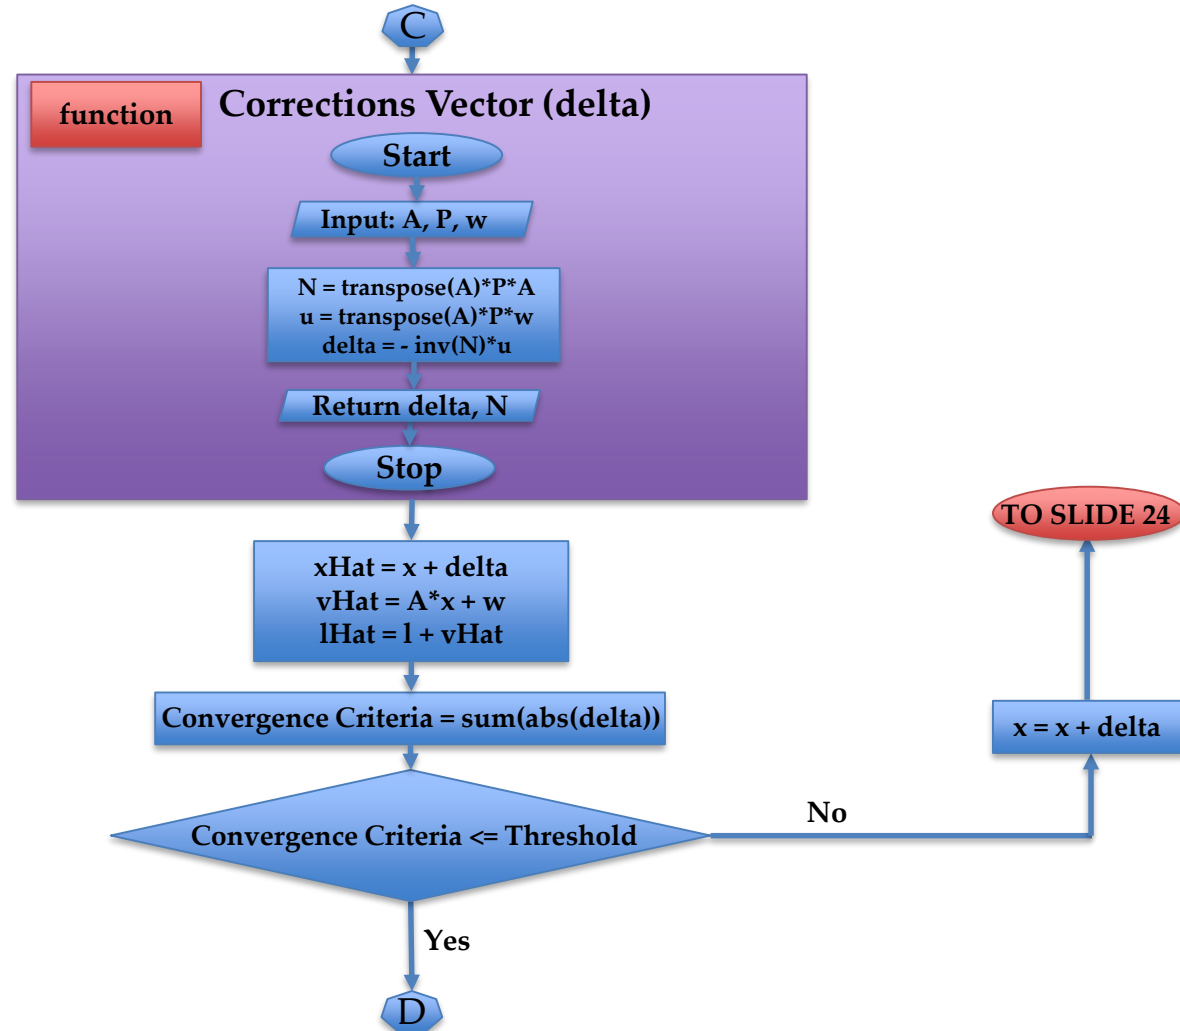 C
function
Corrections Vector (delta)
Start
Input: A, P, w
N = transpose(A)*P*A
u = transpose(A)*P*w
delta = - inv(N)*u
Return delta, N
Stop
TO SLIDE 24
xHat = x + delta
vHat = A*x + w
lHat = l + vHat
Convergence Criteria = sum(abs(delta))
x = x + delta
Convergence Criteria <= Threshold
No
Yes
D